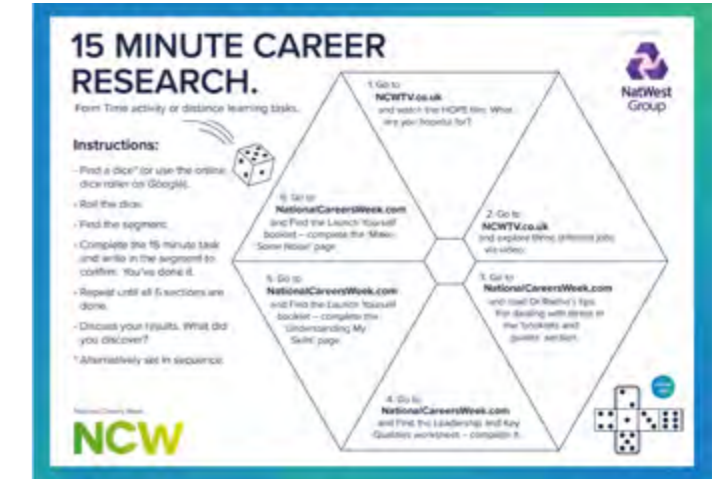 15 MINUTE CAREER
RESEARCH.
Form Time activity or distance learning tasks.
NatWest
Group
Instructions:
- Find a dice* (or use the online
dice roller on Google).
- Roll the dice.
- Find the segment.
- Complete the 15 minute task
and write in the segment to
confirm. You've done it.
- Repeat until all 6 sections are
done.
- Discuss your results. What did
you discover?
* Alternatively set in sequence.
1. Go to
NCWTV.co.uk
and watch the HOPE film. What
are you hopeful for?
2. Go to
NCWTV.co.uk
and explore three different jobs
via video.
3. Go to
NationalCareersWeek.com
and read Dr 's tips
for dealing with stress in
the 'booklets and
guides' section.
4. Go to
NationalCareersWeek.com
and Find the Leadership and Key
Qualities worksheet – complete it.
5. Go to
NationalCareersWeek.com
and Find the Launch Yourself
booklet – complete the
'Understanding My
Skills' page.
6. Go to
NationalCareersWeek.com
and Find the Launch Yourself
booklet – complete the 'Make
Some Noise' page.
National Careers Week
NCW